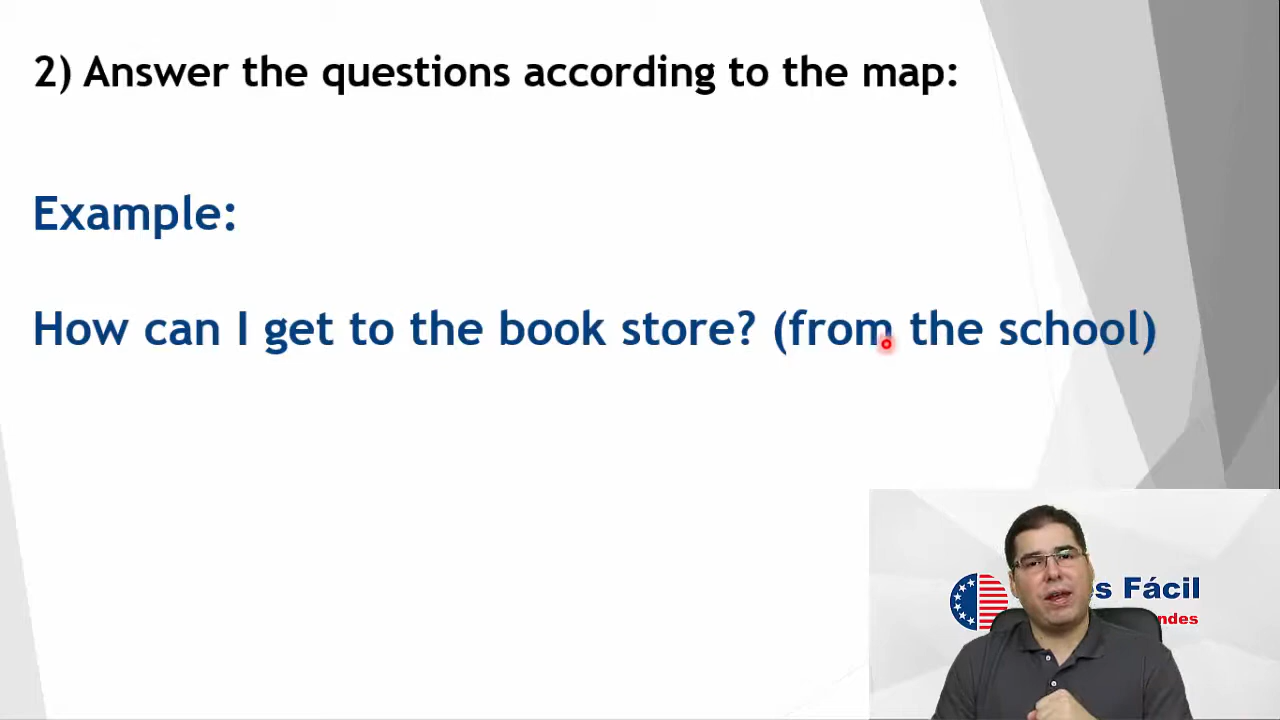 2) Answer the questions according to the map:
Example:
How can I get to the book store? (from the school)
Fácil